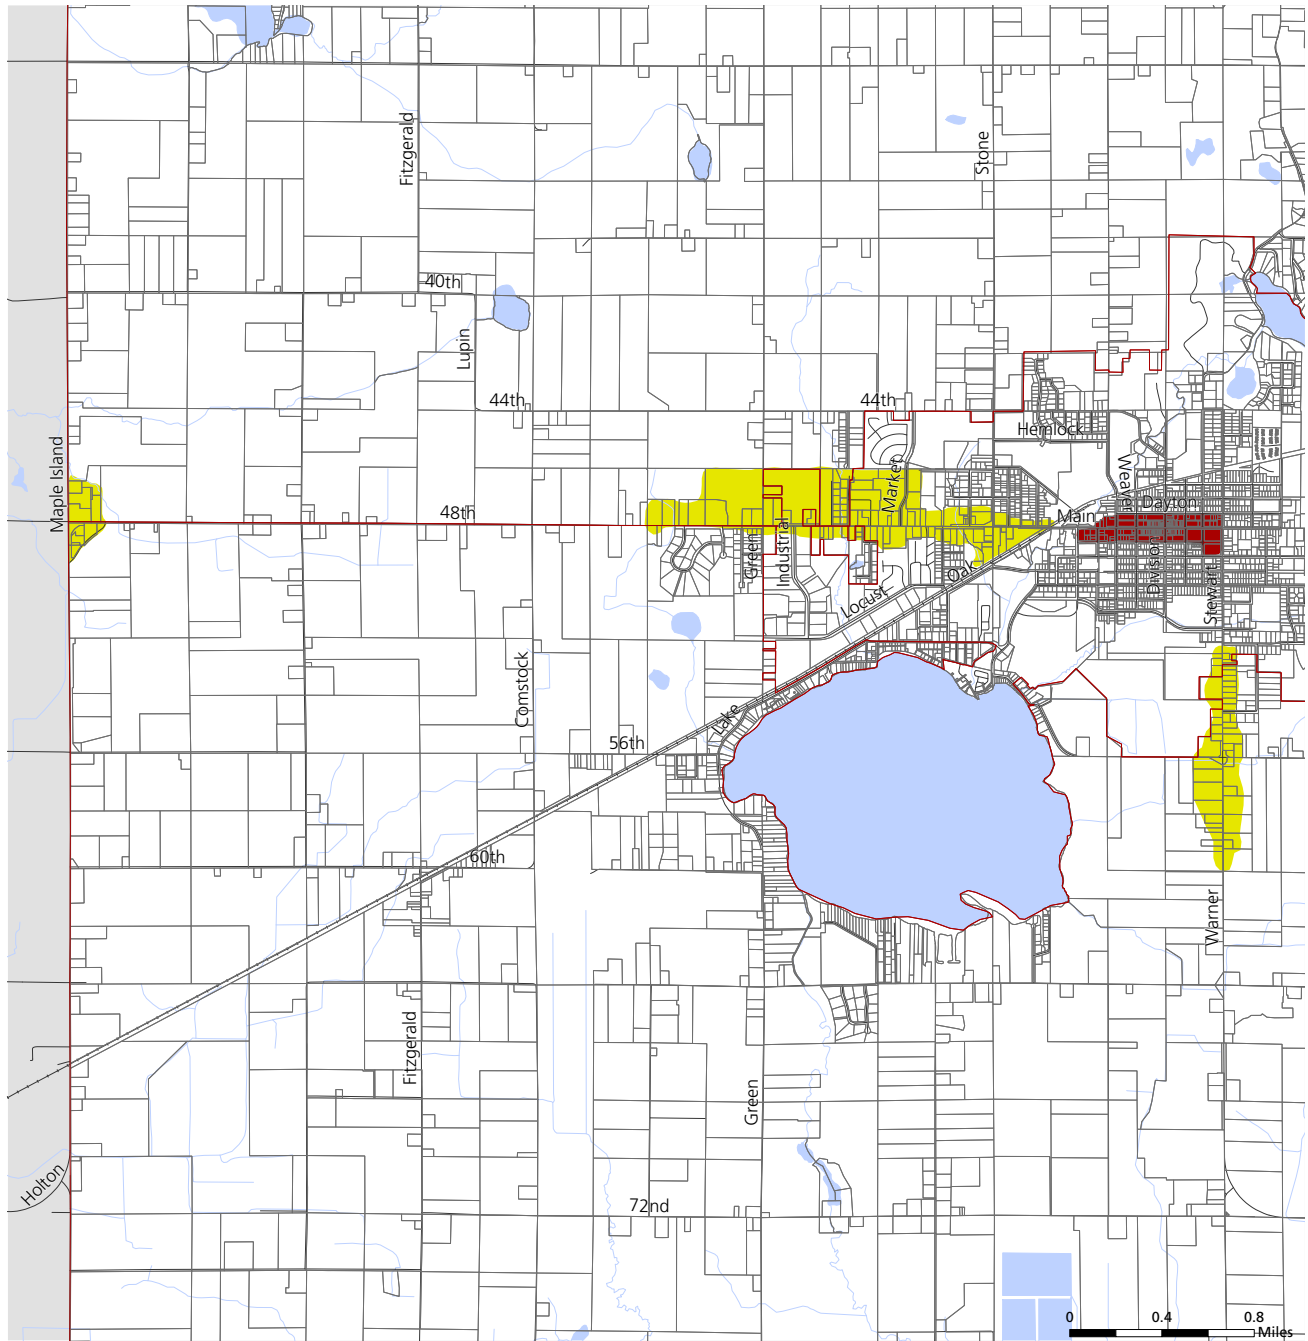 Fitzgerald
Stone
40th
Lupin
44th
44th
Hemlock
Maple Island
Market
Weaver
48th
Dayton
Main
Green
Industrial
Division
Oak
Stewart
Locust
Comstock
Lake
56th
60th
Warner
Fitzgerald
Green
Holton
72nd
0 0.4 0.8
Miles